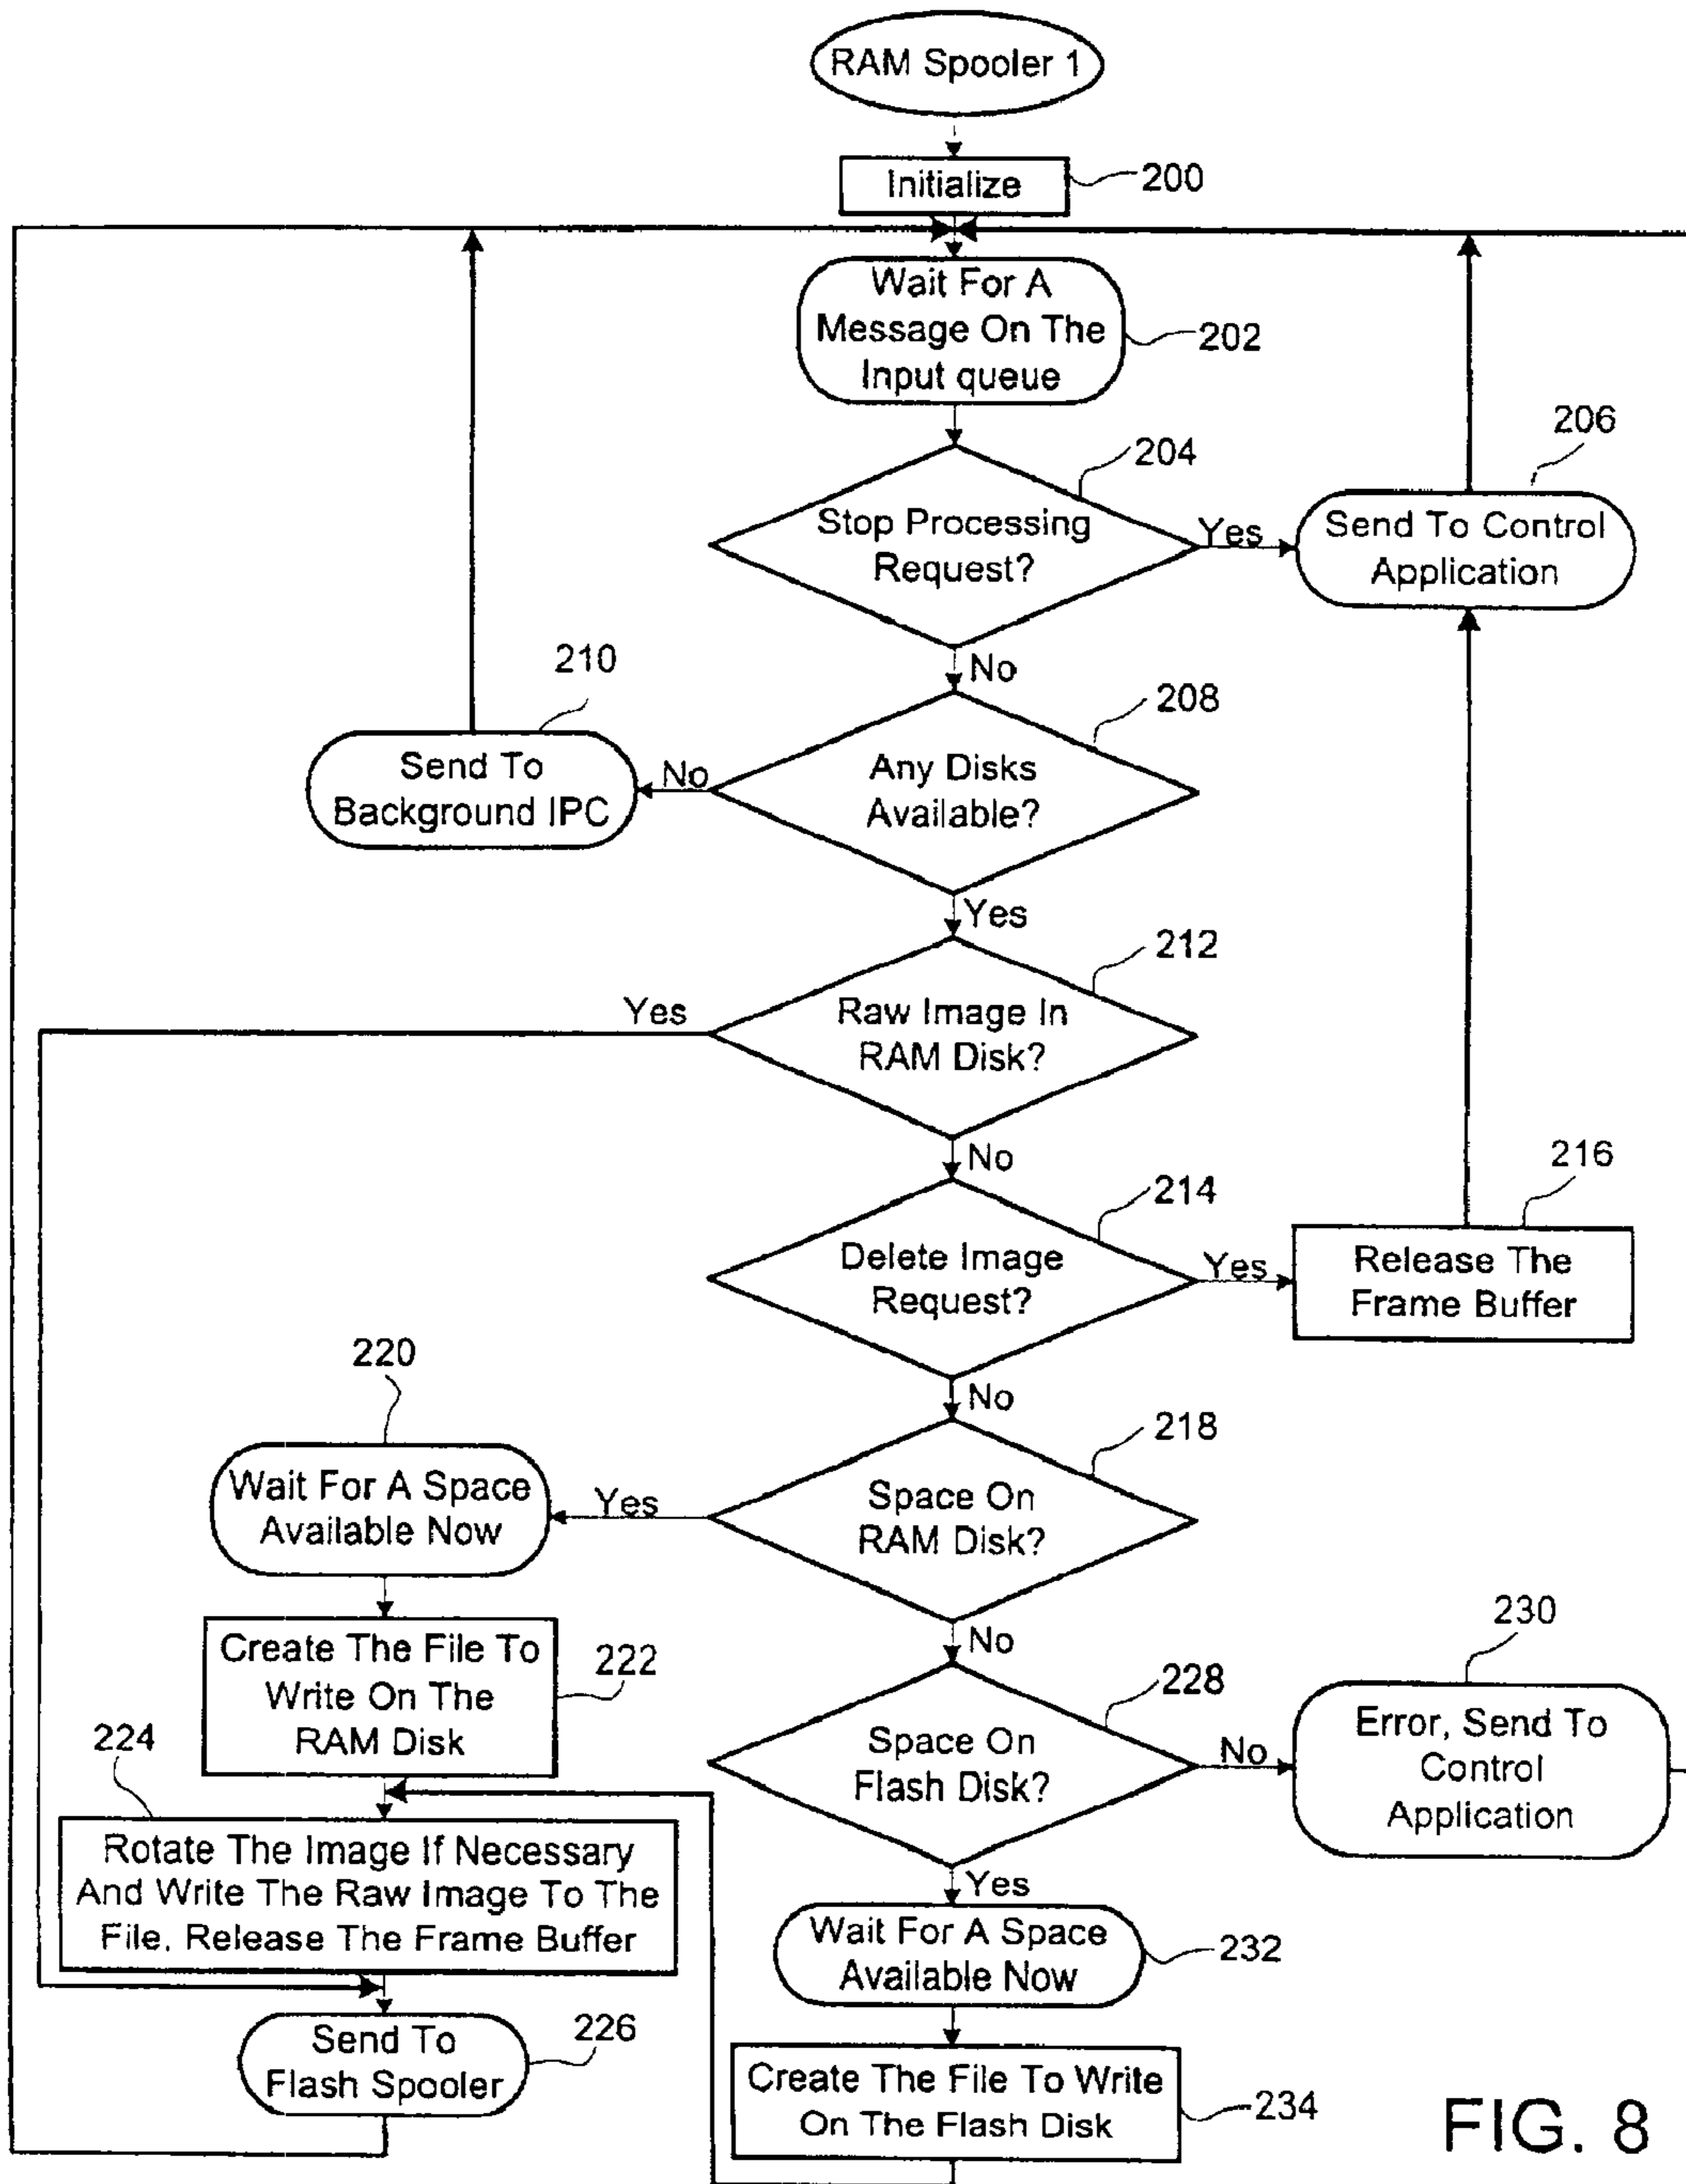 RAM Spooler 1
Initialize
200
Wait For A
Message On The
Input queue
202
204
Stop Processing
Request?
Yes
206
Send To Control
Application
No
208
210
Any Disks
Available?
No
Send To
Background IPC
Yes
212
Raw Image In
RAM Disk?
Yes
No
214
216
Delete Image
Request?
Yes
Release The
Frame Buffer
No
218
220
Space On
RAM Disk?
Yes
Wait For A Space
Available Now
No
222
Create The File To
Write On The
RAM Disk
228
230
Space On
Flash Disk?
No
Error, Send To
Control
Application
224
Rotate The Image If Necessary
And Write The Raw Image To The
File. Release The Frame Buffer
Yes
Wait For A Space
Available Now
232
Send To
Flash Spooler
226
Create The File To Write
On The Flash Disk
234
FIG. 8